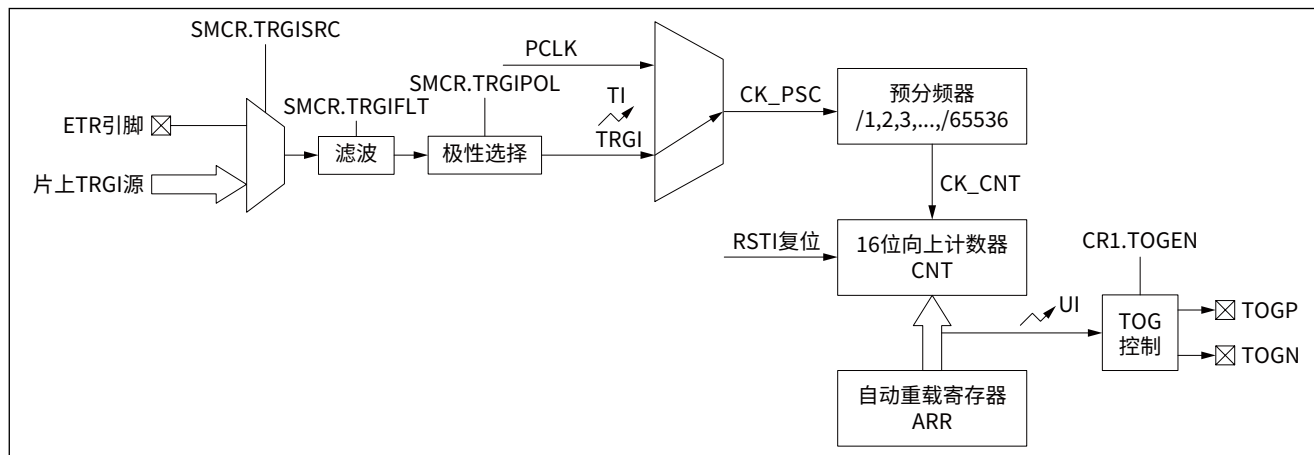 SMCR.TRGISRC
PCLK
SMCR.TRGIPOL
SMCR.TRGIFLT
TI
CK_PSC
预分频器
/1,2,3,...,/65536
ETR引脚
TRGI
滤波
极性选择
片上TRGI源
CK_CNT
RSTI复位
16位向上计数器
CNT
CR1.TOGEN
UI
TOG
控制
TOGP
TOGN
自动重载寄存器
ARR